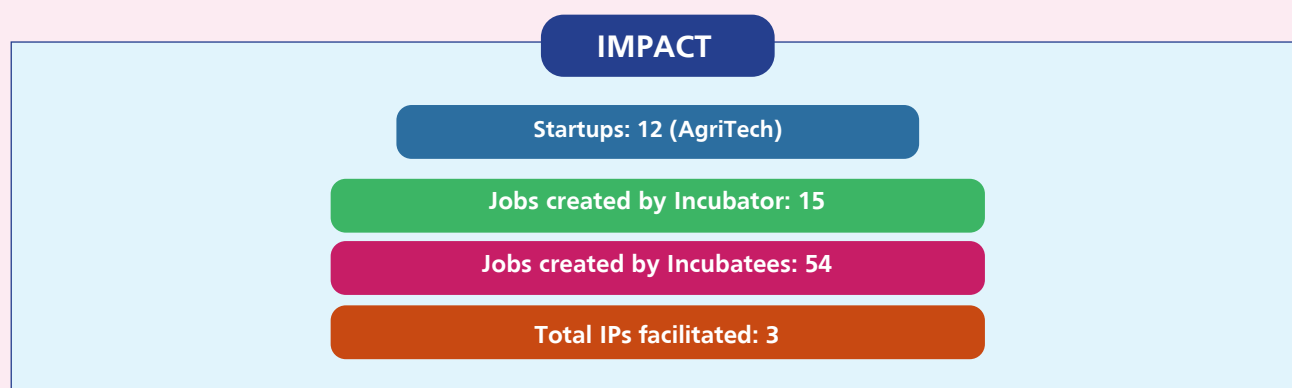 IMPACT
Startups: 12 (AgriTech)
Jobs created by Incubator: 15
Jobs created by Incubatees: 54
Total IPs facilitated: 3